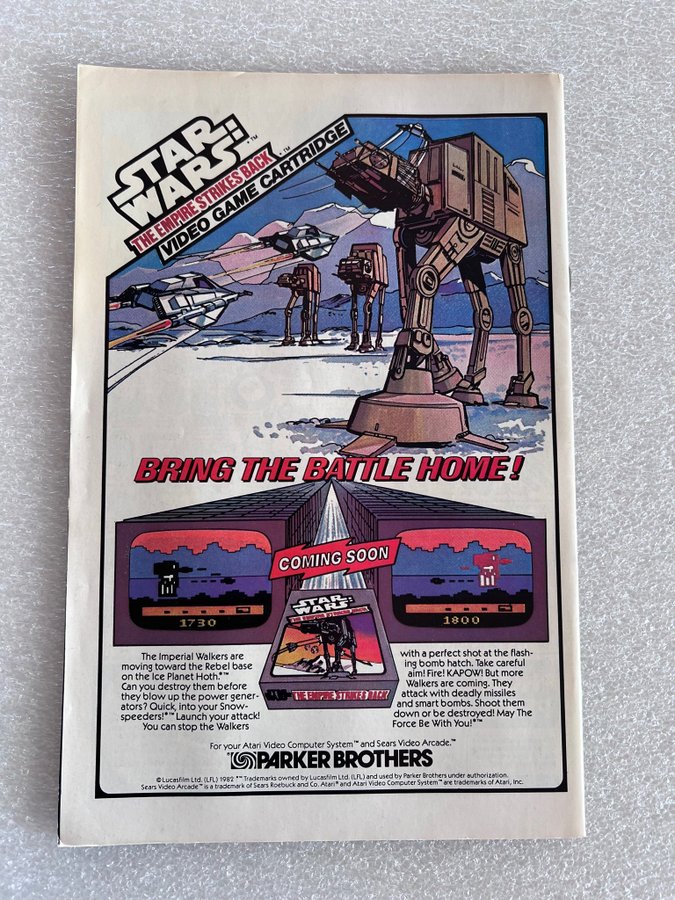 STAR
WARS:™
THE EMPIRE STRIKES BACK™
VIDEO GAME CARTRIDGE
BRING THE BATTLE HOME!
COMING SOON
1730
1800
STAR
WARS:
THE EMPIRE STRIKES BACK
THE EMPIRE STRIKES BACK
The Imperial Walkers are
moving toward the Rebel base
on the Ice Planet Hoth.®™
Can you destroy them before
they blow up the power gener-
ators? Quick, into your Snow-
speeders!®™ Launch your attack!
You can stop the Walkers
with a perfect shot at the flash-
ing bomb hatch. Take careful
aim! Fire! KAPOW! But more
Walkers are coming. They
attack with deadly missiles
and smart bombs. Shoot them
down or be destroyed! May The
Force Be With You!®™
For your Atari Video Computer System™ and Sears Video Arcade.™
PARKER BROTHERS
© Lucasfilm Ltd. (LFL) 1982 ®™ Trademarks owned by Lucasfilm Ltd. (LFL) and used by Parker Brothers under authorization.
Sears Video Arcade™ is a trademark of Sears Roebuck and Co. Atari® and Atari Video Computer System™ are trademarks of Atari, Inc.